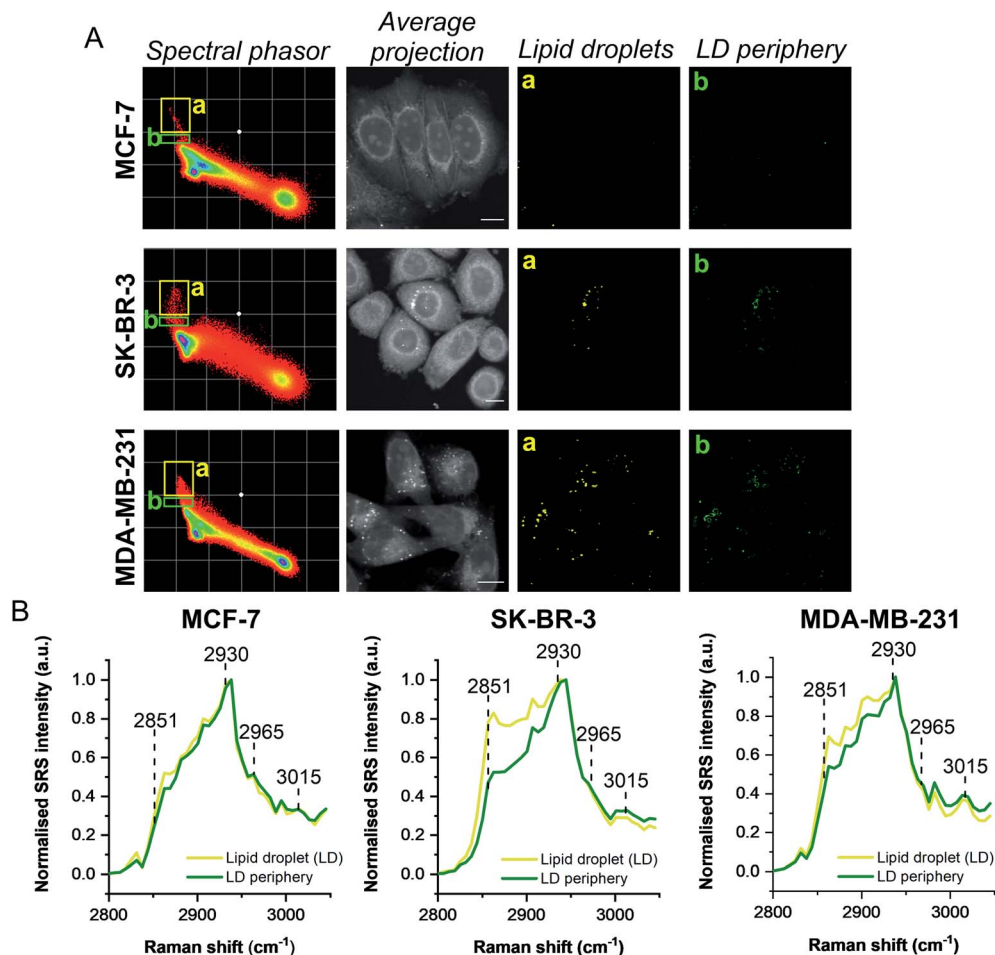 A
Spectral phasor
Average projection
Lipid droplets
LD periphery
MCF-7
a
b
a
b
SK-BR-3
a
b
a
b
MDA-MB-231
a
b
a
b
B
MCF-7
Normalised SRS intensity (a.u.)
1.0
0.8
0.6
0.4
0.2
0.0
2851
2930
2965
3015
Lipid droplet (LD)
LD periphery
2800
2900
3000
Raman shift (cm⁻¹)
SK-BR-3
Normalised SRS intensity (a.u.)
1.0
0.8
0.6
0.4
0.2
0.0
2851
2930
2965
3015
Lipid droplet (LD)
LD periphery
2800
2900
3000
Raman shift (cm⁻¹)
MDA-MB-231
Normalised SRS intensity (a.u.)
1.0
0.8
0.6
0.4
0.2
0.0
2851
2930
2965
3015
Lipid droplet (LD)
LD periphery
2800
2900
3000
Raman shift (cm⁻¹)